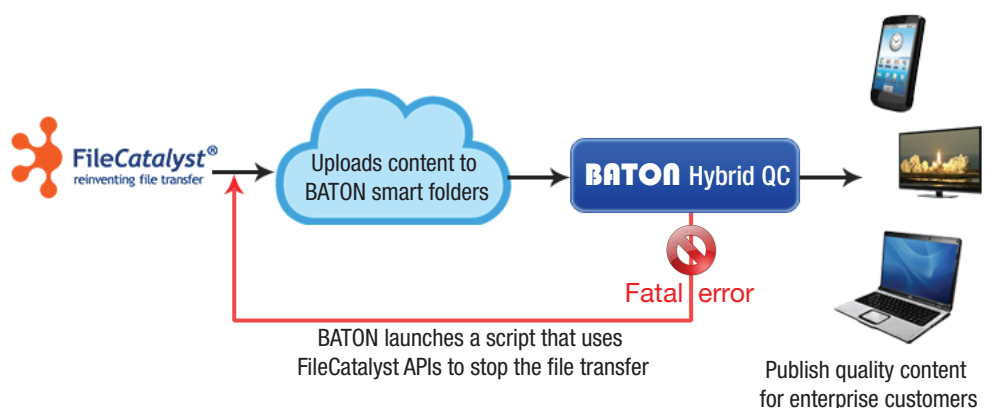 FileCatalyst®
reinventing file transfer
Uploads content to
BATON smart folders
BATON Hybrid QC
Fatal error
BATON launches a script that uses
FileCatalyst APIs to stop the file transfer
Publish quality content
for enterprise customers